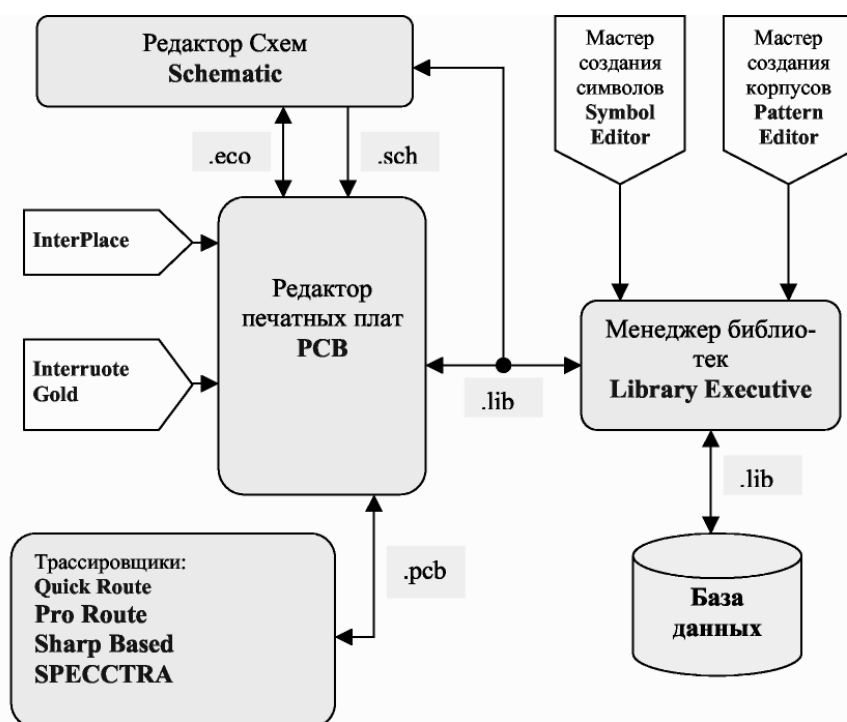 Редактор Схем
Schematic
Мастер
создания
символов
Symbol
Editor
Мастер
создания
корпусов
Pattern
Editor
.eco
.sch
InterPlace
Редактор
печатных плат
PCB
Interruote
Gold
Менеджер библио-
тек
Library Executive
.lib
.lib
Трассировщики:
Quick Route
Pro Route
Sharp Based
SPECCTRA
.pcb
База
данных